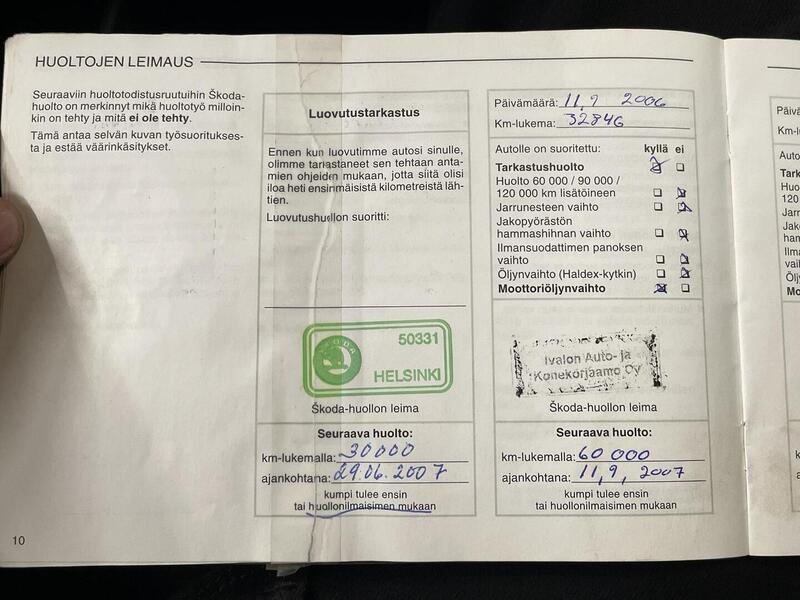 HUOLTOJEN LEIMAUS
Seuraaviin huoltotodistusruutuihin Škoda-
huolto on merkinnyt mikä huoltotyö milloin-
kin on tehty ja mitä ei ole tehty.
Tämä antaa selvän kuvan työsuorituksest-
ta ja estää väärinkäsitykset.
10
Luovutustarkastus
Ennen kun luovutimme autosi sinulle,
olimme tarkastaneet sen tehtaan anta-
mien ohjeiden mukaan, jotta siitä olisi
iloa heti ensimmäisistä kilometreistä läh-
tien.
Luovutushuollon suoritti:
SKODA
50331
HELSINKI
Škoda-huollon leima
Seuraava huolto:
km-lukemalla: 30000
ajankohtana: 29.06.2007
kumpi tulee ensin
tai huollonilmaisimen mukaan
Päivämäärä: 11,9 2006
Km-lukema: 32846
Autolle on suoritettu: kyllä ei
Tarkastushuolto
Huolto 60 000 / 90 000 /
120 000 km lisätöineen
Jarrunesteen vaihto
Jakopyörästön
hammashihnan vaihto
Ilmansuodattimen panoksen
vaihto
Öljynvaihto (Haldex-kytkin)
Moottoriöljynvaihto
Ivalon Auto- ja
Konekorjaamo Oy
Škoda-huollon leima
Seuraava huolto:
km-lukemalla: 60 000
ajankohtana: 11,9,2007
kumpi tulee ensin
tai huollonilmaisimen mukaan